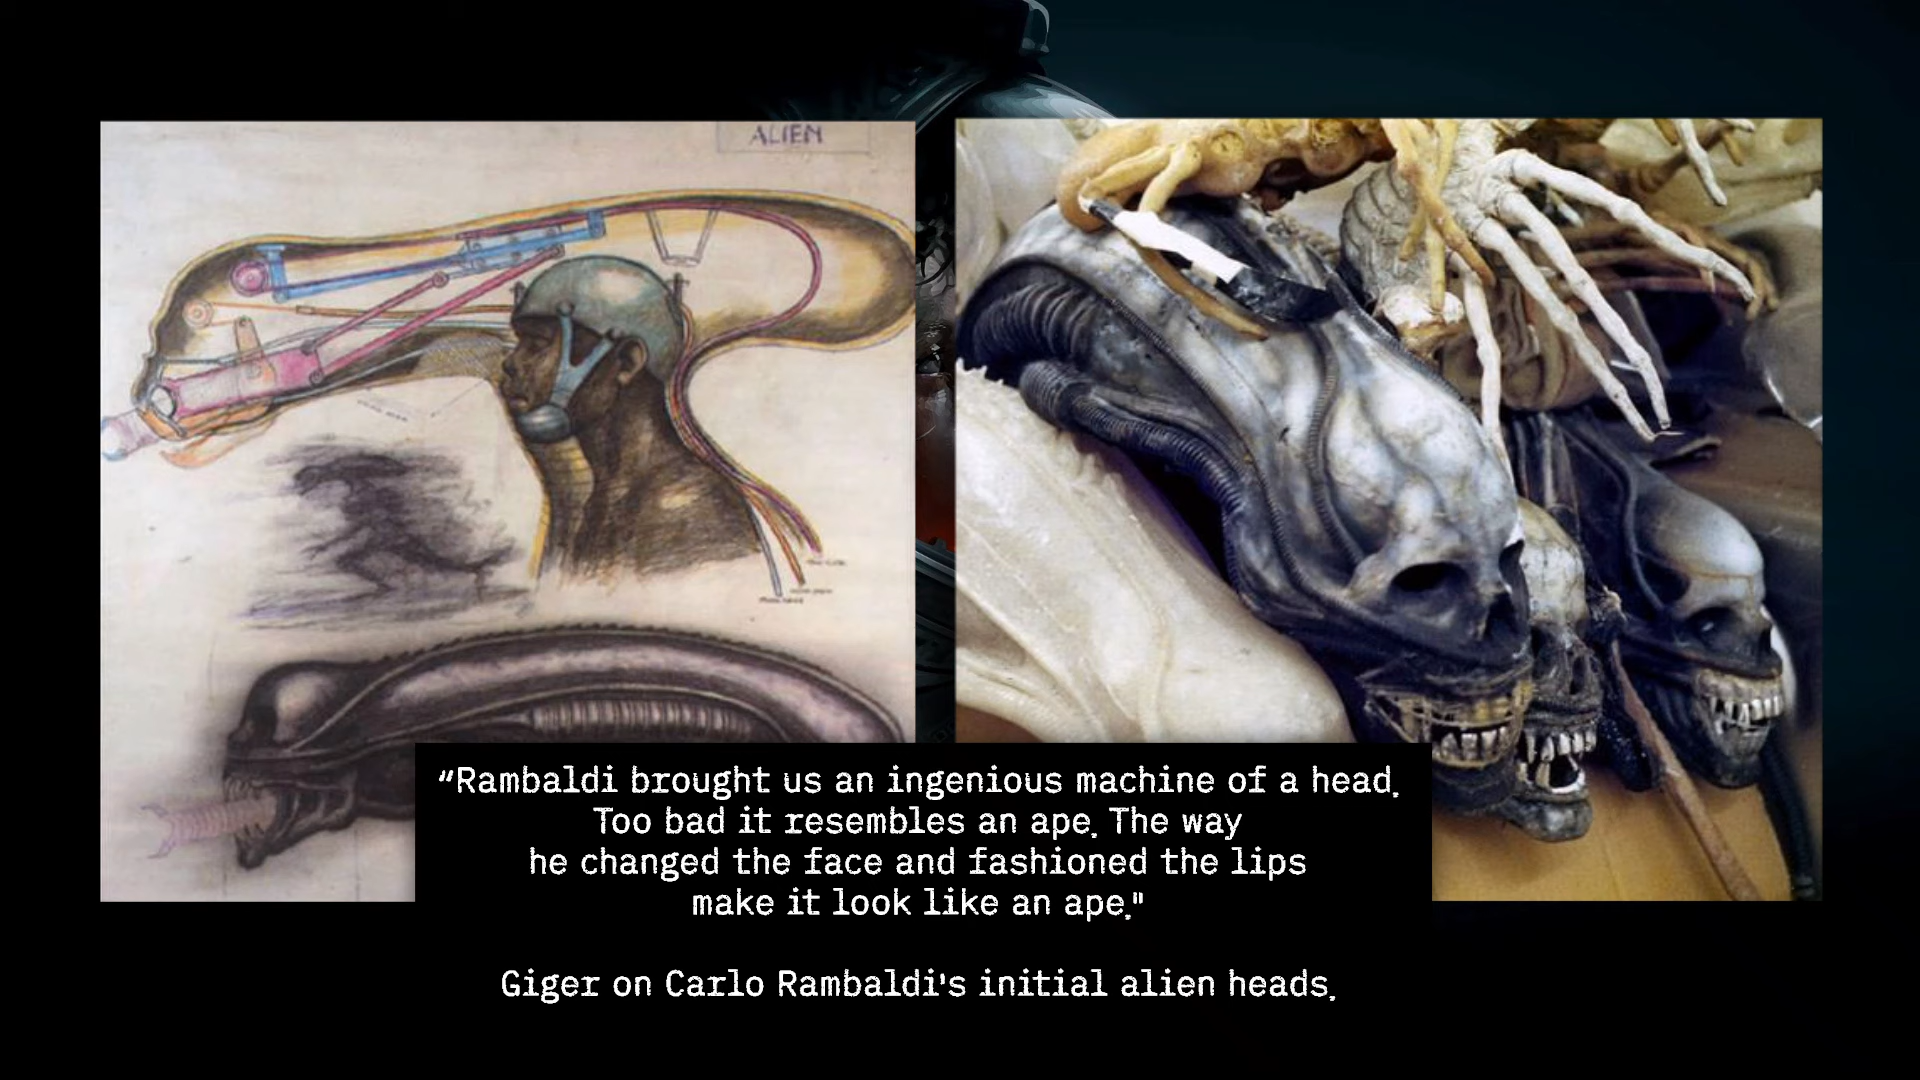 ALIEN
“Rambaldi brought us an ingenious machine of a head.
Too bad it resembles an ape. The way
he changed the face and fashioned the lips
make it look like an ape."
Giger on Carlo Rambaldi's initial alien heads.